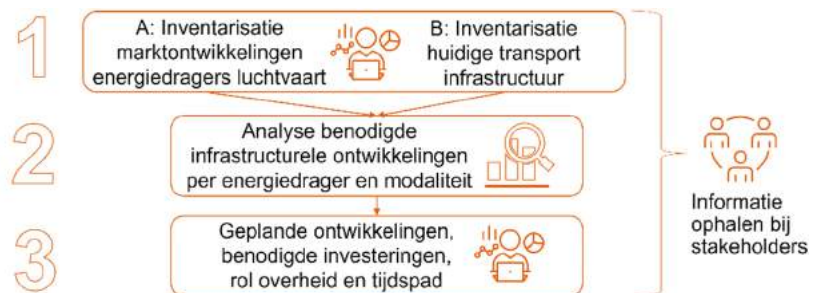 1
A: Inventarisatie
marktontwikkelingen
energiedragers luchtvaart
B: Inventarisatie
huidige transport
infrastructuur
2
Analyse benodigde
infrastructurele ontwikkelingen
per energiedrager en modaliteit
3
Geplande ontwikkelingen,
benodigde investeringen,
rol overheid en tijdspad
Informatie
ophalen bij
stakeholders